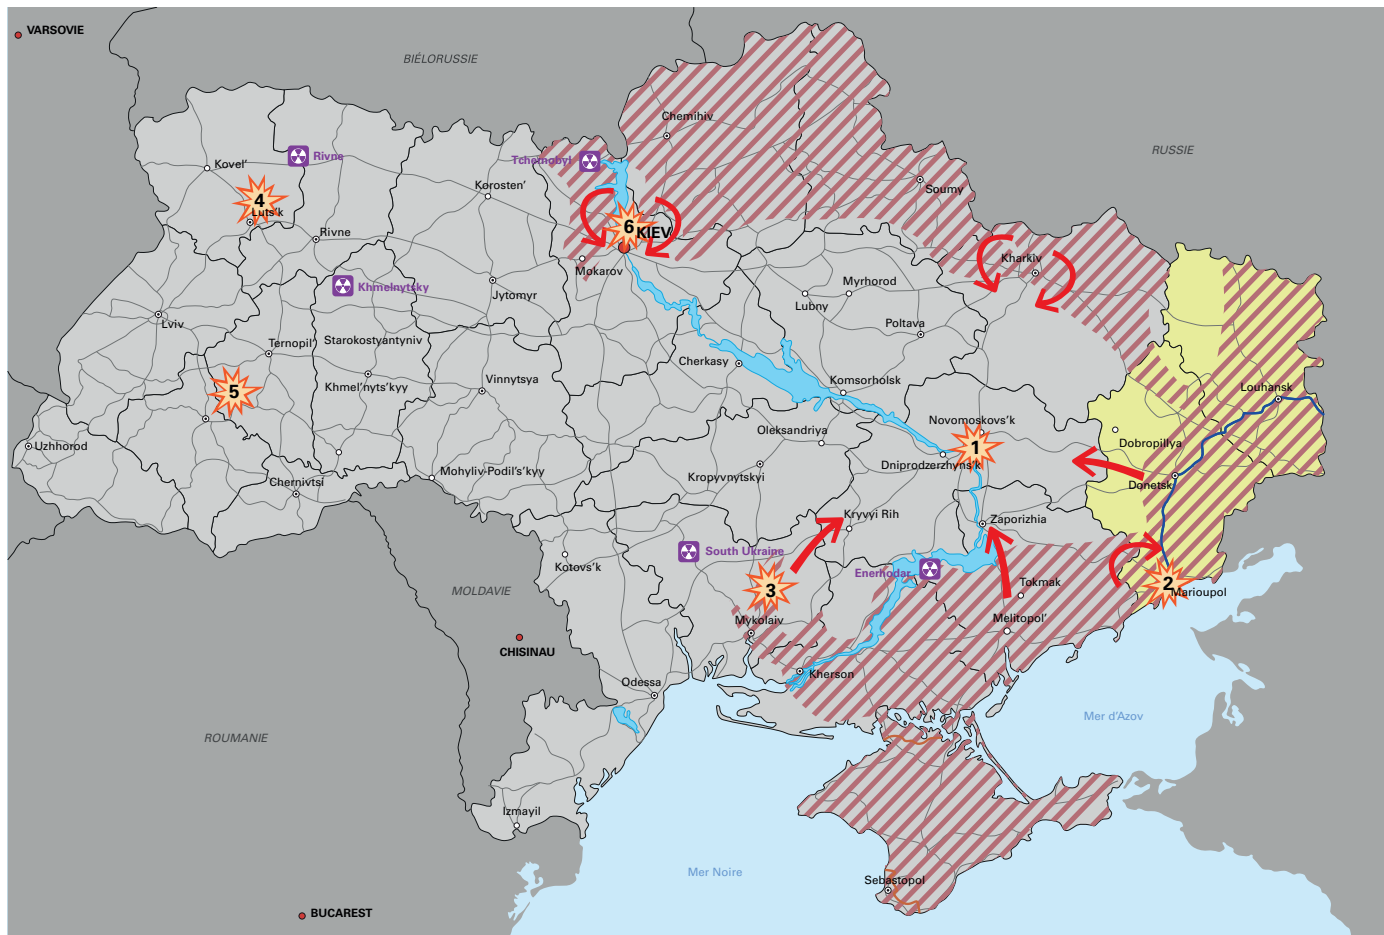 VARSOVIE
BIÉLORUSSIE
Chemihiv
RUSSIE
Kovel'
Rivne
Tchernobyl
Korosten'
Soumy
4
Luts'k
Rivne
6
KIEV
Kharkiv
Mokarov
Khmelnytsky
Jytomyr
Myrhorod
Lubny
Lviv
Poltava
Ternopil'
Starokostyantyniv
Cherkasy
Komsorholsk
5
Khmel'nyts'kyy
Vinnytsya
Louhansk
Novomoskovs'k
Oleksandriya
Dobropillya
Uzhhorod
1
Dniprodzerzhyns'k
Mohyliv-Podil's'kyy
Kropyvnytskyi
Chernivtsi
Donetsk
Kryvyi Rih
Zaporizhia
South Ukraine
Kotovs'k
Enerhodar
Tokmak
2
Marioupol
MOLDAVIE
3
Mykolaiv
Melitopol'
CHISINAU
Kherson
Odessa
Mer d'Azov
ROUMANIE
Izmayil
Mer Noire
Sebastopol
BUCAREST